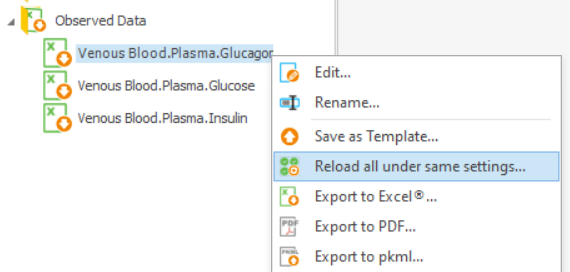 Observed Data
Venous Blood.Plasma.Glucagon
Venous Blood.Plasma.Glucose
Venous Blood.Plasma.Insulin
Edit...
Rename...
Save as Template...
Reload all under same settings...
Export to Excel®...
Export to PDF...
Export to pkml...